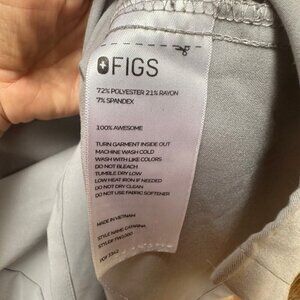 FIGS
72% POLYESTER 21% RAYON
7% SPANDEX
100% AWESOME
TURN GARMENT INSIDE OUT
MACHINE WASH COLD
WASH WITH LIKE COLORS
DO NOT BLEACH
TUMBLE DRY LOW
LOW HEAT IRON IF NEEDED
DO NOT DRY CLEAN
DO NOT USE FABRIC SOFTENER
MADE IN VIETNAM
STYLE NAME: CATARINA